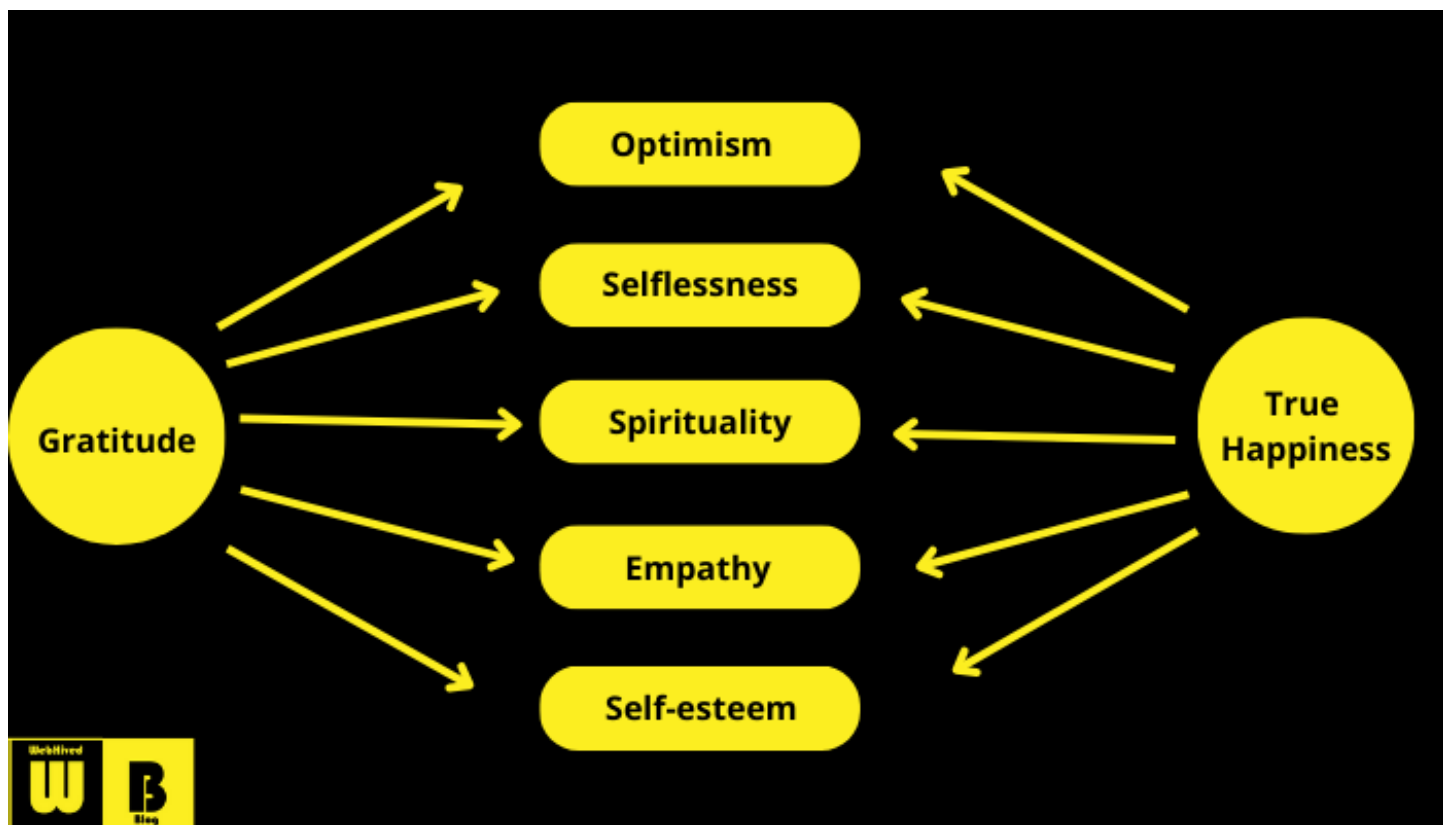 Optimism
Selflessness
Spirituality
Empathy
Self-esteem
Gratitude
True
Happiness
WebHived
W
B
Blog